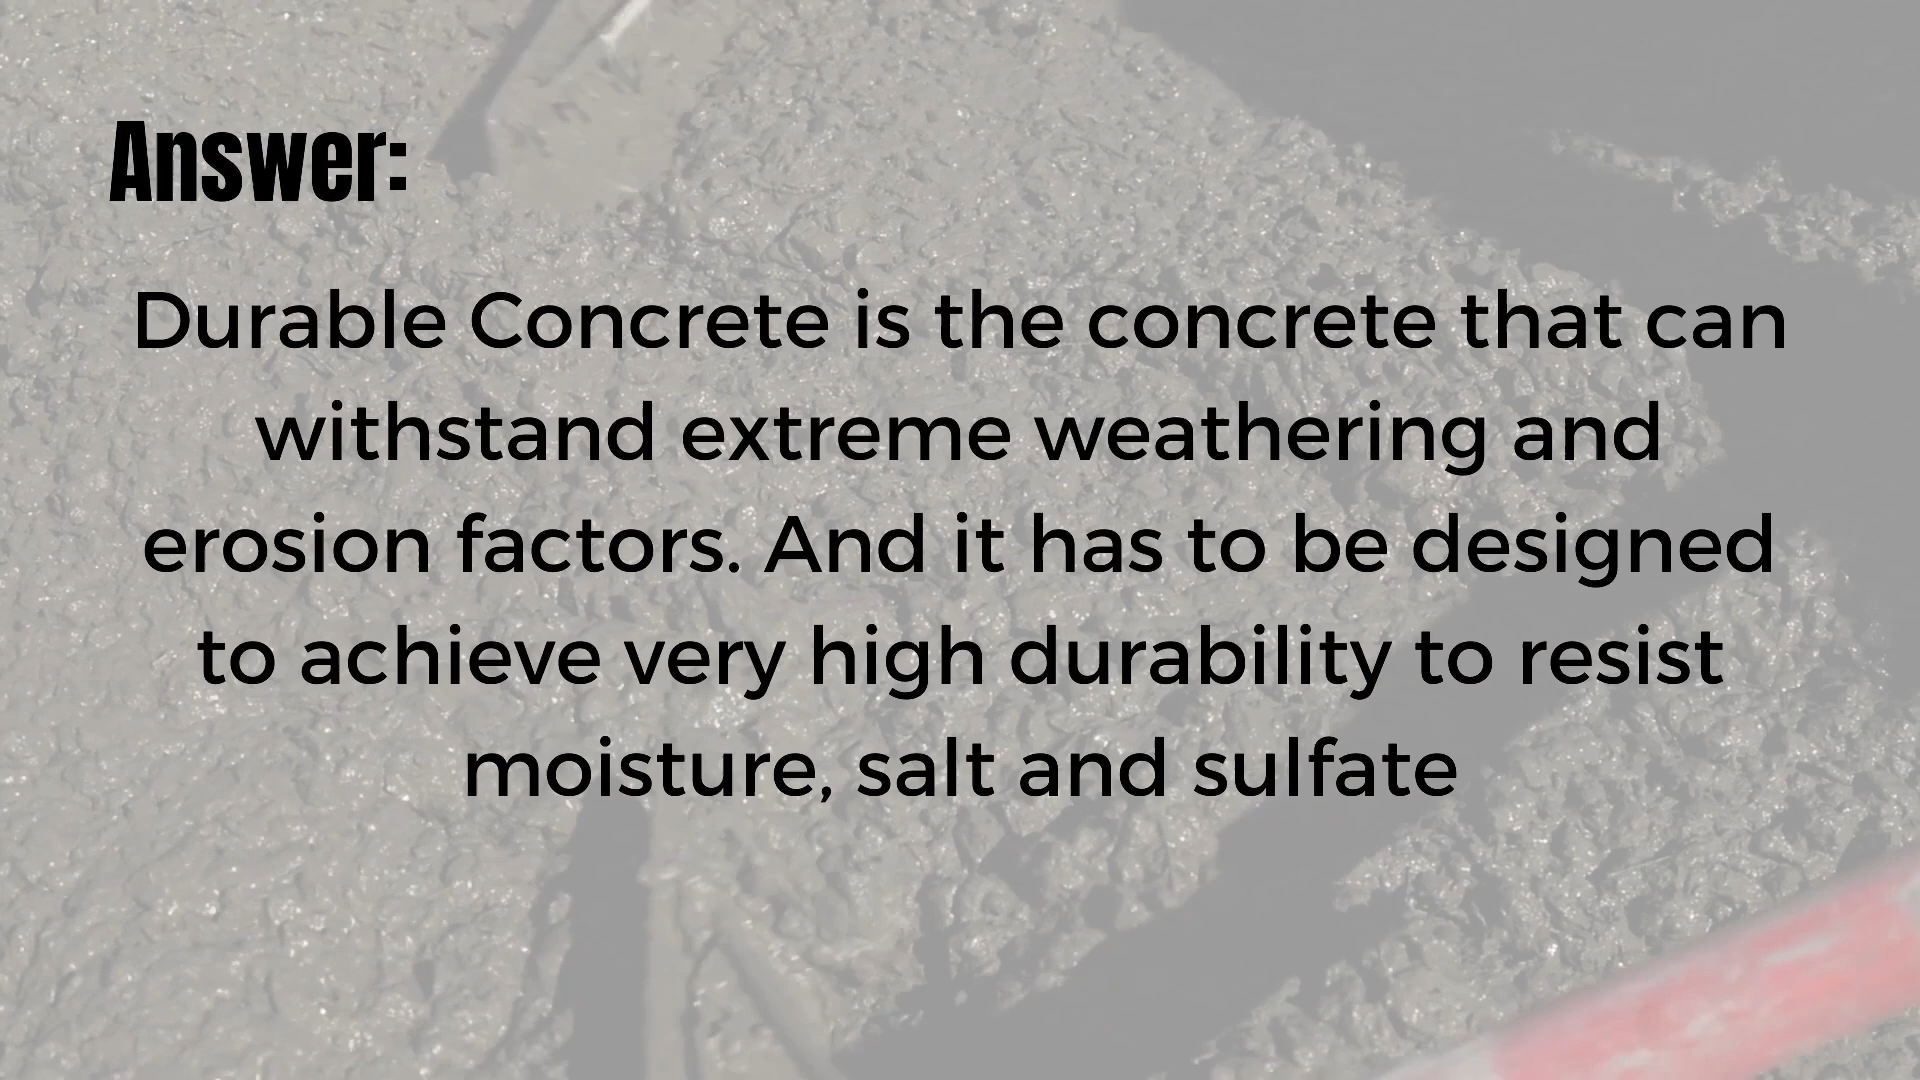 Answer:
Durable Concrete is the concrete that can
withstand extreme weathering and
erosion factors. And it has to be designed
to achieve very high durability to resist
moisture, salt and sulfate